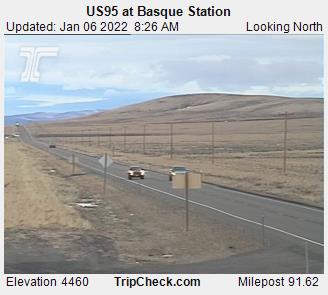 US95 at Basque Station
Updated: Jan 06 2022 8:26 AM Looking North
Elevation 4460 TripCheck.com Milepost 91.62